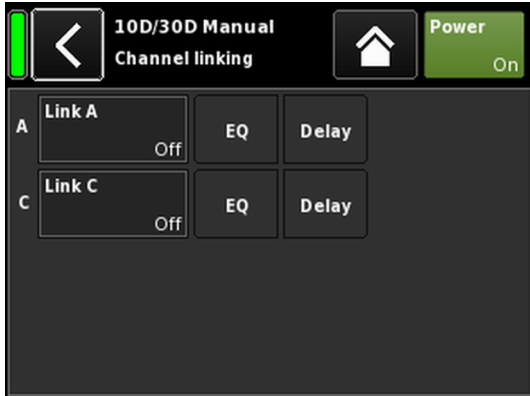 10D/30D Manual
Channel linking
Power
On
A
Link A
Off
EQ
Delay
C
Link C
Off
EQ
Delay